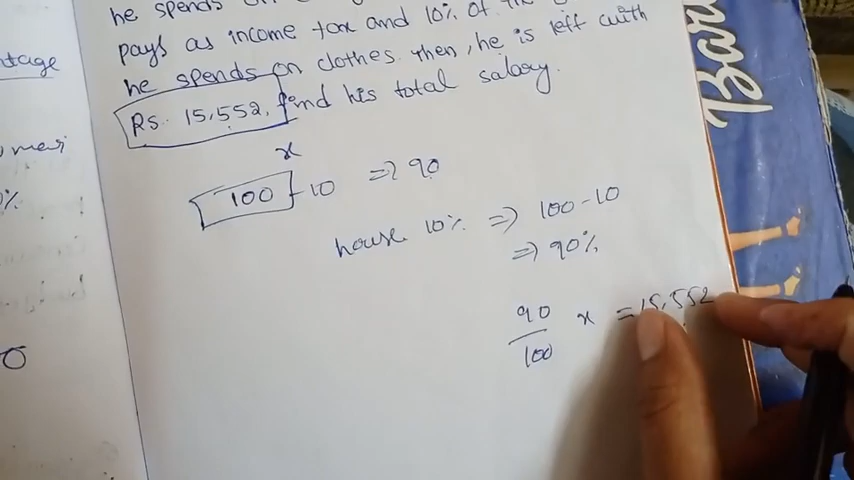 he spends on
pays as income tax and 10% of the
he spends on clothes. Then, he is left with
Rs. 15,552. find his total salary.
x
100 - 10 => 90
house 10% => 100 - 10
=> 90%
90
100
x = 15,552
Bar